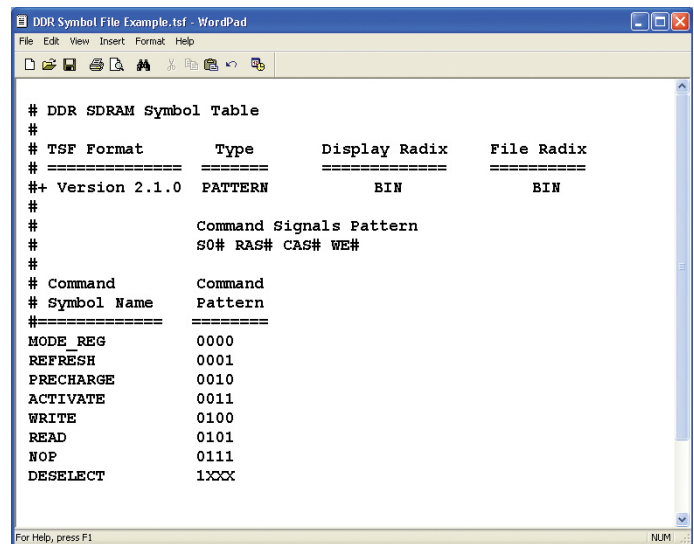 DDR Symbol File Example.tsf - WordPad
File Edit View Insert Format Help
# DDR SDRAM Symbol Table
#
# TSF Format Type Display Radix File Radix
# ============== ======= ============= ==========
#+ Version 2.1.0 PATTERN BIN BIN
#
# Command Signals Pattern
# S0# RAS# CAS# WE#
#
# Command Command
# Symbol Name Pattern
#============= ========
MODE_REG 0000
REFRESH 0001
PRECHARGE 0010
ACTIVATE 0011
WRITE 0100
READ 0101
NOP 0111
DESELECT 1XXX
For Help, press F1 NUM